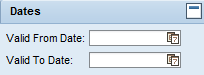 Dates
Valid From Date:
Valid To Date: